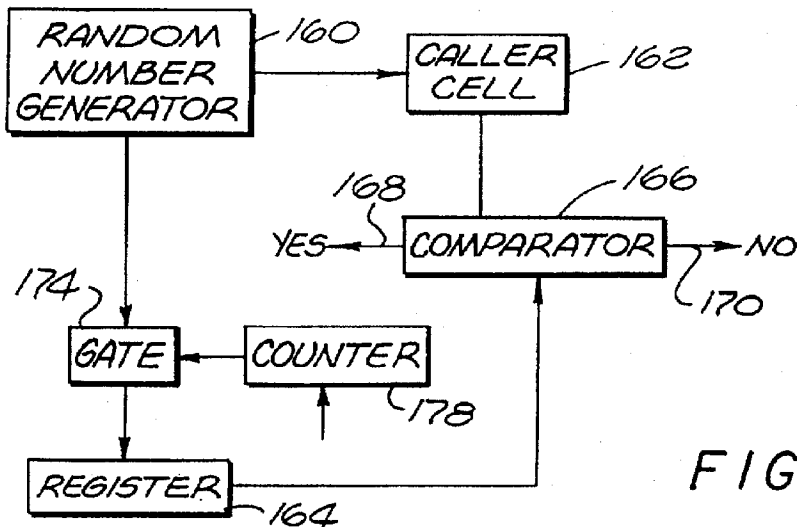 RANDOM
NUMBER
GENERATOR
160
CALLER
CELL
162
166
168
YES
COMPARATOR
NO
170
174
GATE
COUNTER
178
REGISTER
164
FIG